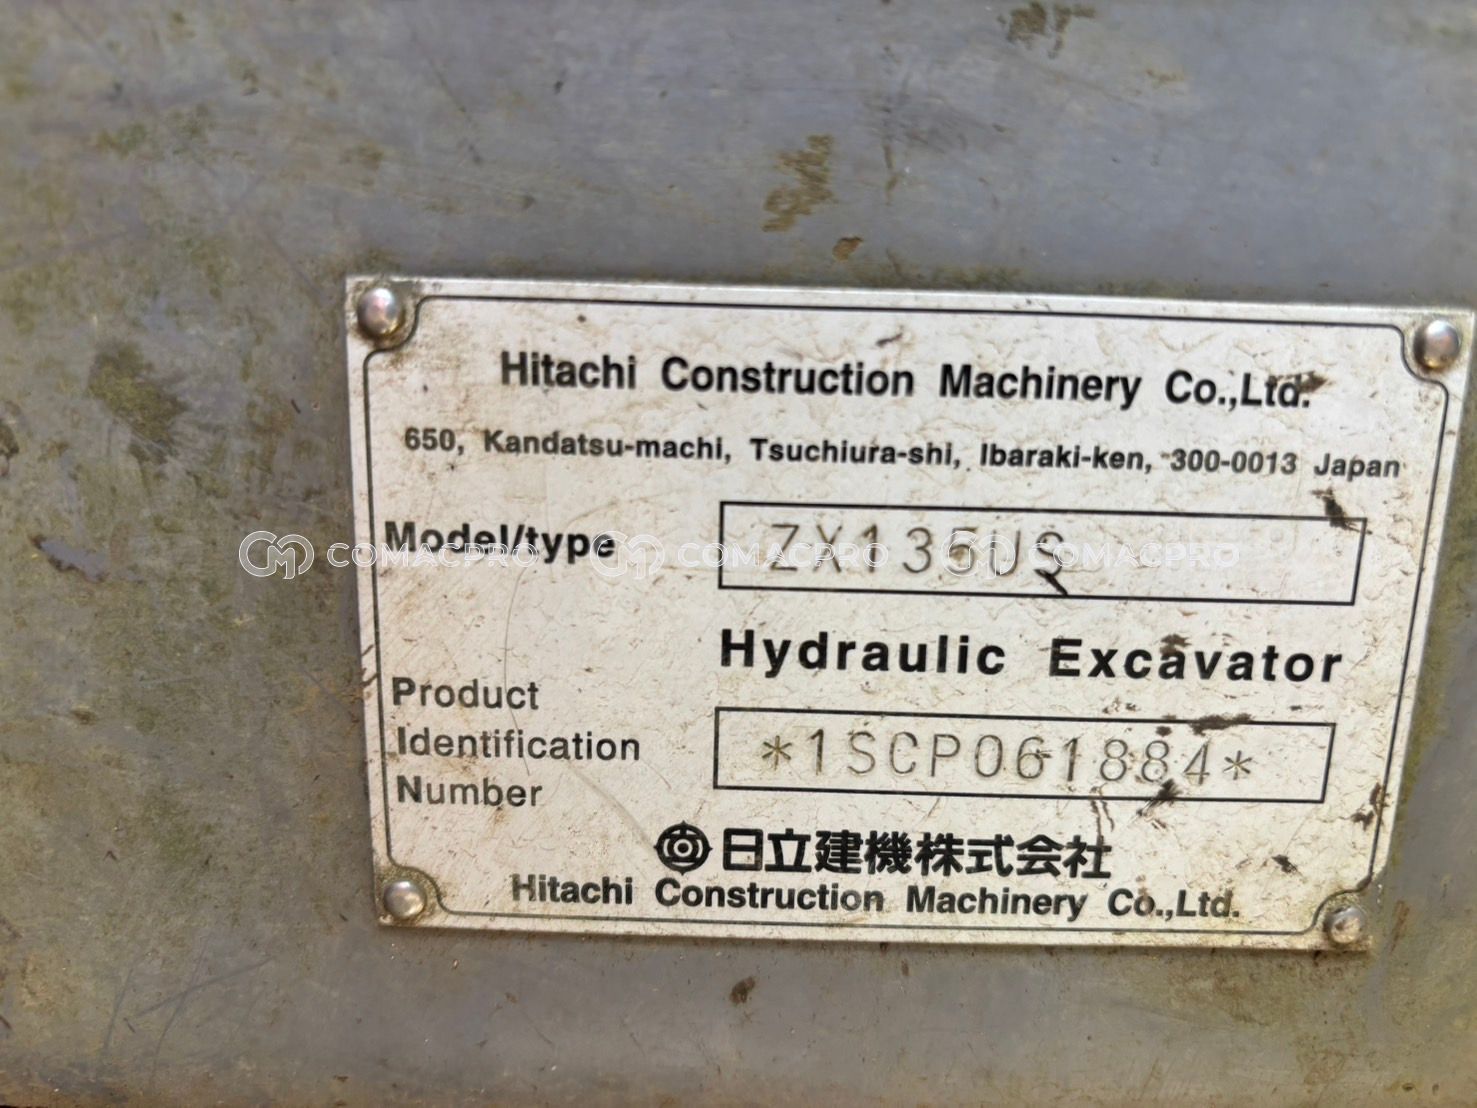 Hitachi Construction Machinery Co.,Ltd.
650, Kandatsu-machi, Tsuchiura-shi, Ibaraki-ken, 300-0013 Japan
Model/type ZX135US
COMACPRO COMACPRO COMACPRO
Hydraulic Excavator
Product
Identification
Number
*1SCP061884*
日立建機株式会社
Hitachi Construction Machinery Co.,Ltd.